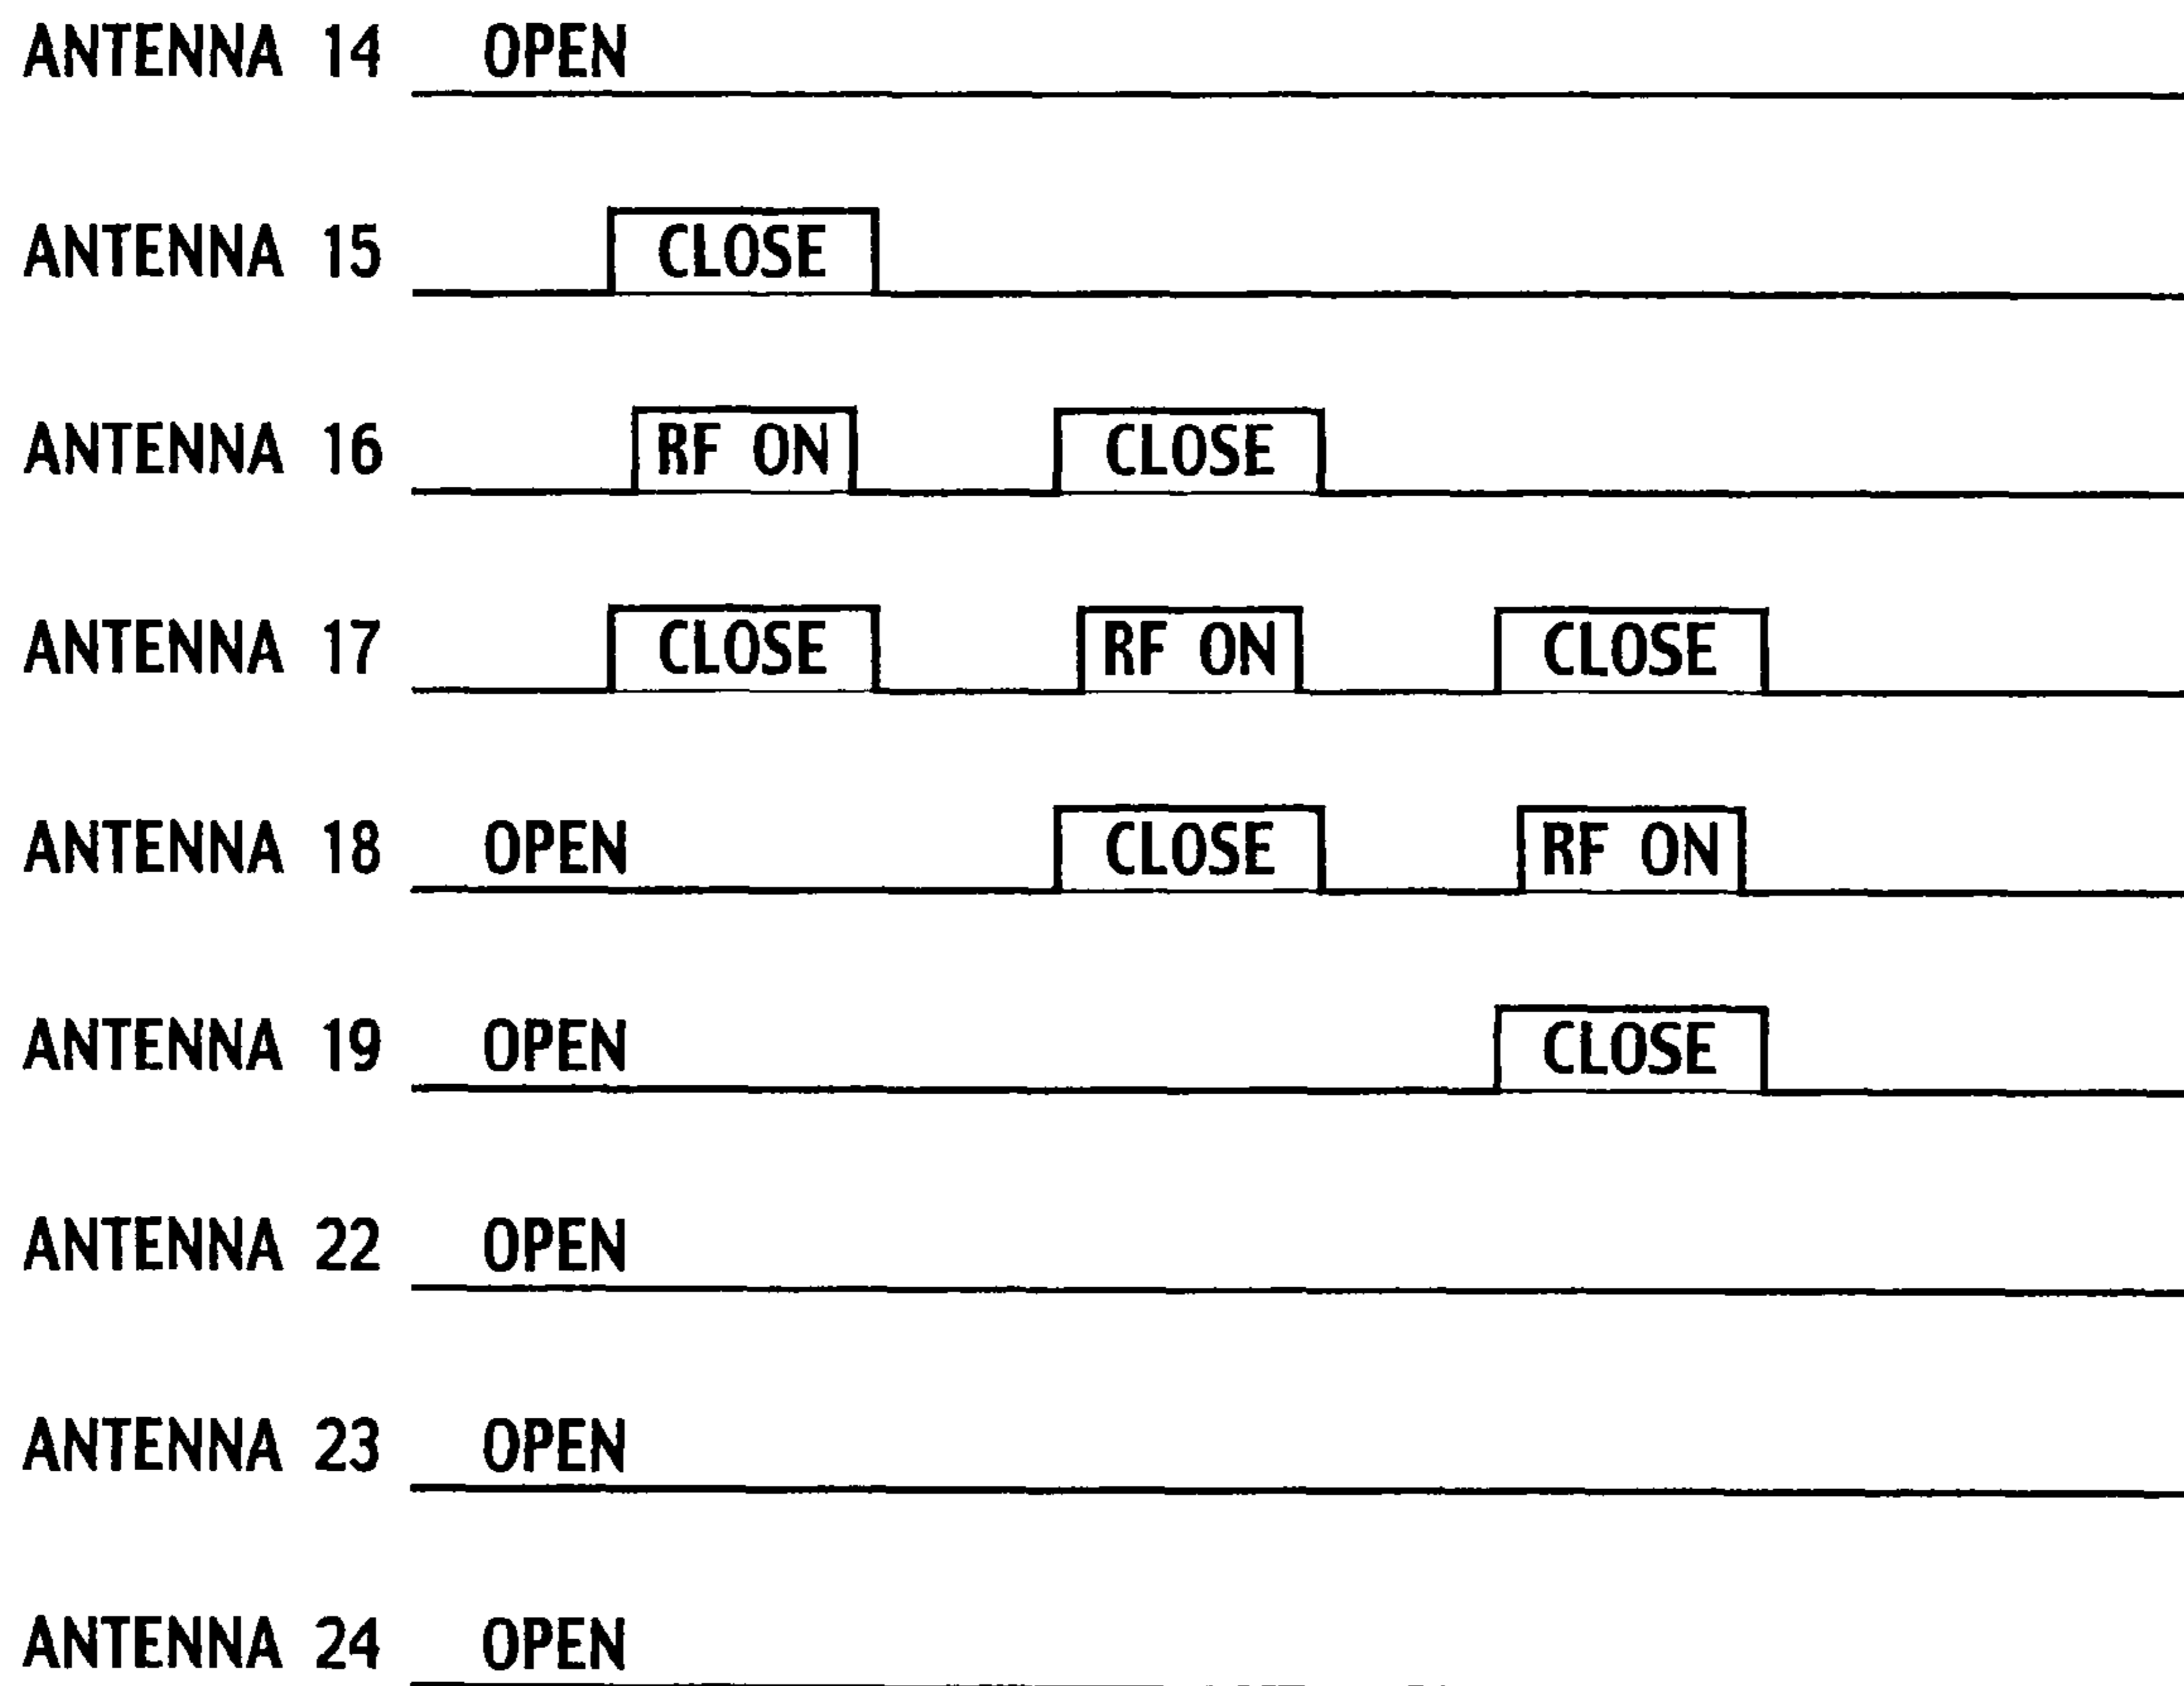 ANTENNA 14 OPEN
ANTENNA 15 CLOSE
ANTENNA 16 RF ON CLOSE
ANTENNA 17 CLOSE RF ON CLOSE
ANTENNA 18 OPEN CLOSE RF ON
ANTENNA 19 OPEN CLOSE
ANTENNA 22 OPEN
ANTENNA 23 OPEN
ANTENNA 24 OPEN